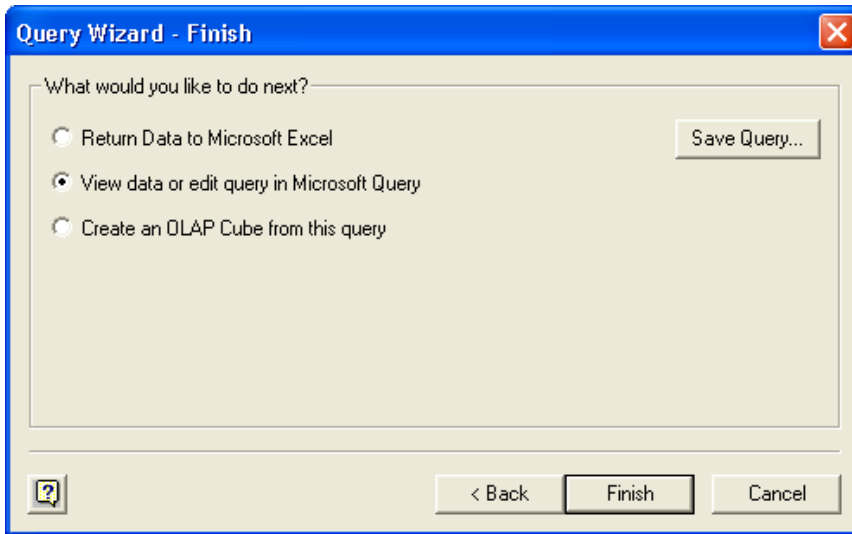 Query Wizard - Finish
What would you like to do next?
Return Data to Microsoft Excel
Save Query...
View data or edit query in Microsoft Query
Create an OLAP Cube from this query
< Back
Finish
Cancel